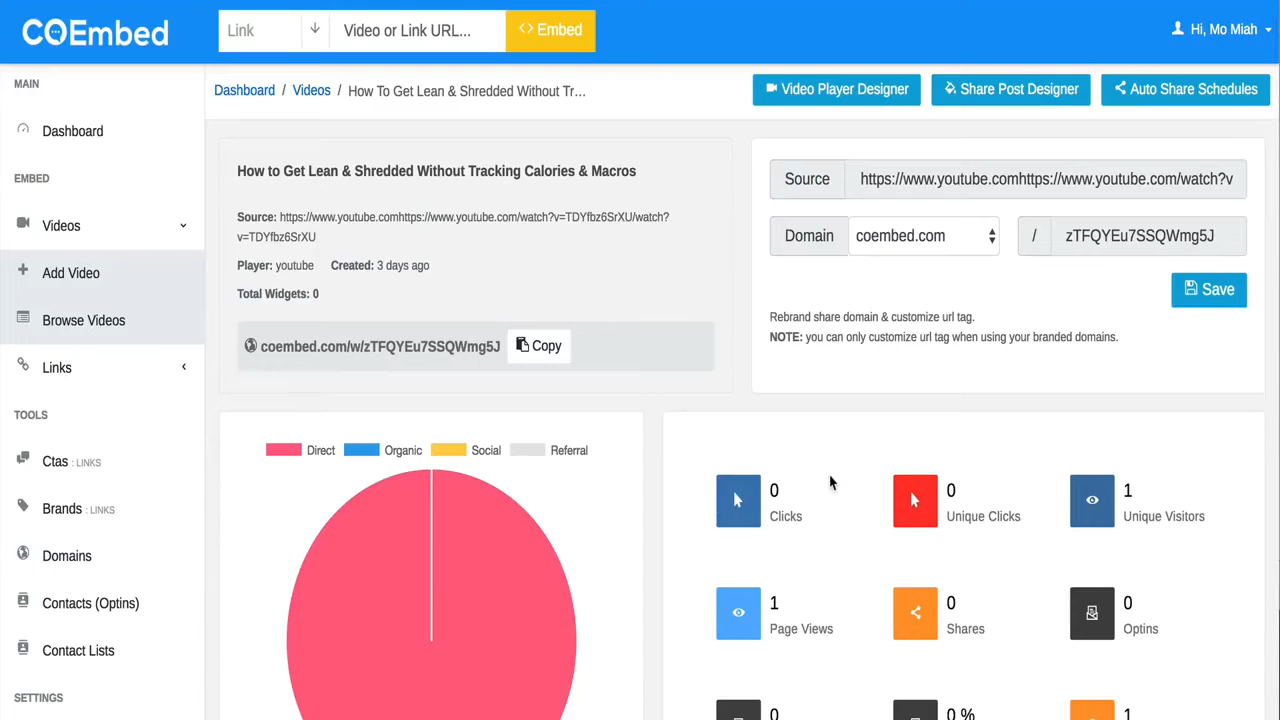 COEmbed
Link
Video or Link URL...
<> Embed
Hi, Mo Miah
MAIN
Dashboard
EMBED
Videos
Add Video
Browse Videos
Links
TOOLS
Ctas : LINKS
Brands : LINKS
Domains
Contacts (Optins)
Contact Lists
SETTINGS
Dashboard / Videos / How To Get Lean & Shredded Without Tr...
Video Player Designer
Share Post Designer
Auto Share Schedules
How to Get Lean & Shredded Without Tracking Calories & Macros
Source: https://www.youtube.comhttps://www.youtube.com/watch?v=TDYfbz6SrXU/watch?
v=TDYfbz6SrXU
Player: youtube Created: 3 days ago
Total Widgets: 0
coembed.com/w/zTFQYEu7SSQWmg5J
Copy
Source https://www.youtube.comhttps://www.youtube.com/watch?v
Domain coembed.com / zTFQYEu7SSQWmg5J
Save
Rebrand share domain & customize url tag.
NOTE: you can only customize url tag when using your branded domains.
Direct Organic Social Referral
0
Clicks
0
Unique Clicks
1
Unique Visitors
1
Page Views
0
Shares
0
Optins
0
0 %
1